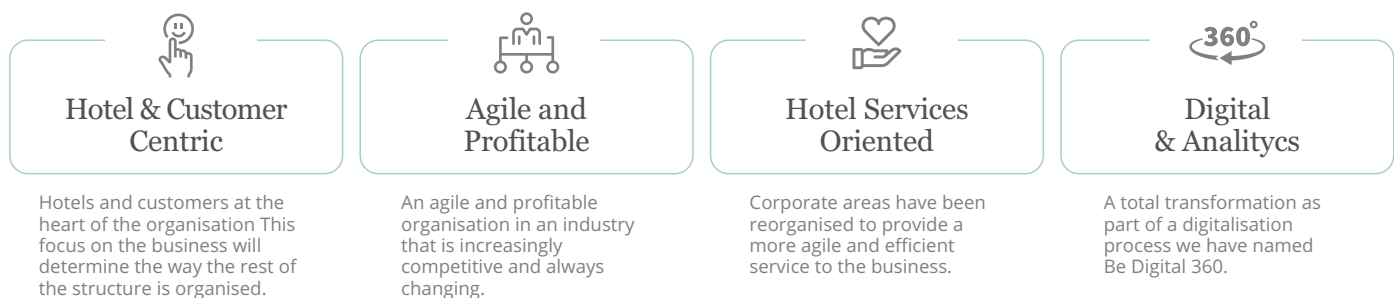 Hotel & Customer
Centric
Hotels and customers at the
heart of the organisation This
focus on the business will
determine the way the rest of
the structure is organised.
Agile and
Profitable
An agile and profitable
organisation in an industry
that is increasingly
competitive and always
changing.
Hotel Services
Oriented
Corporate areas have been
reorganised to provide a
more agile and efficient
service to the business.
360°
Digital
& Analitycs
A total transformation as
part of a digitalisation
process we have named
Be Digital 360.